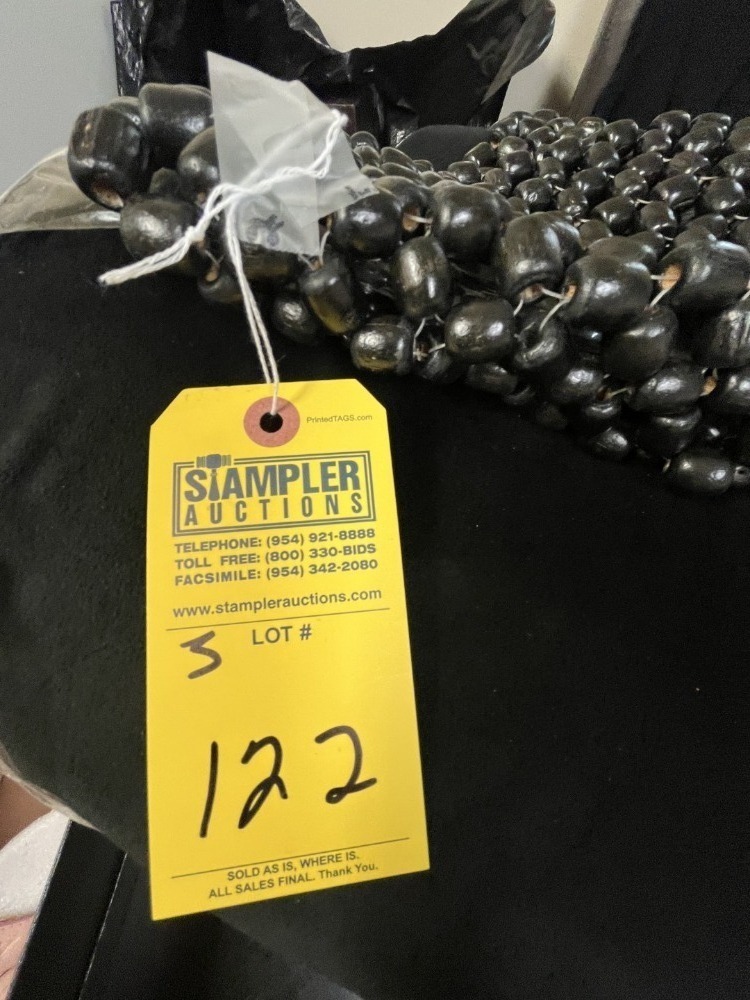 PrintedTAGS.com
STAMPLER
AUCTIONS
TELEPHONE: (954) 921-8888
TOLL FREE: (800) 330-BIDS
FACSIMILE: (954) 342-2080
www.stamplerauctions.com
LOT #
122
SOLD AS IS, WHERE IS.
ALL SALES FINAL. Thank You.